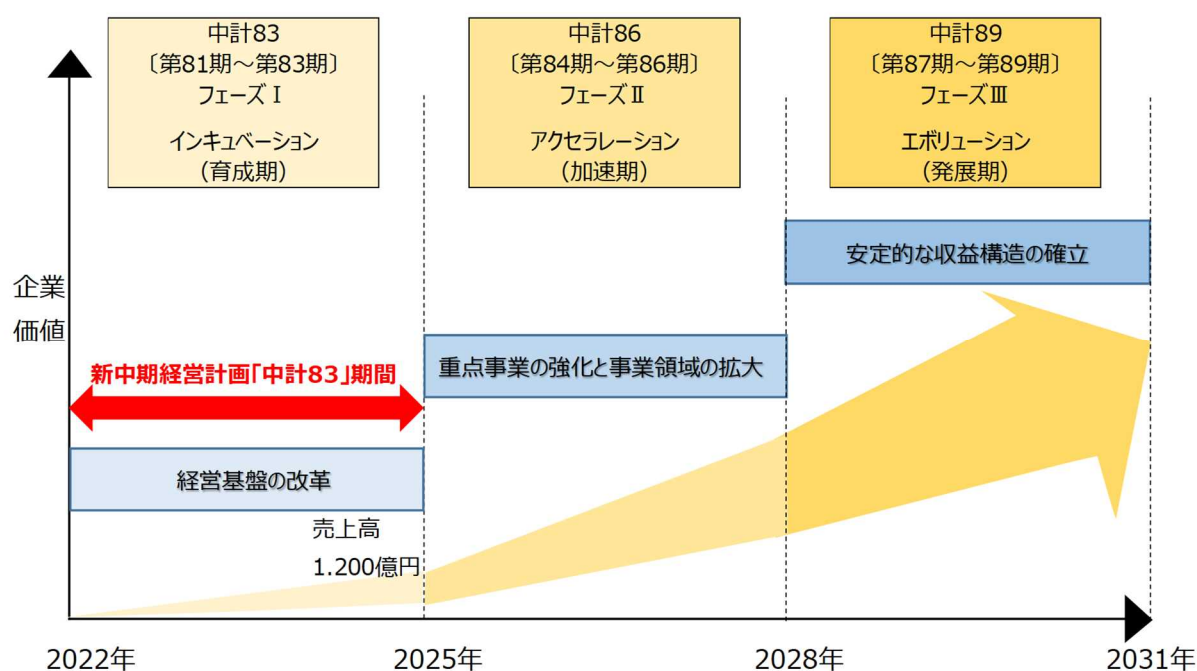 中計83
〔第81期～第83期〕
フェーズⅠ
インキュベーション
(育成期)
中計86
〔第84期～第86期〕
フェーズⅡ
アクセラレーション
(加速期)
中計89
〔第87期～第89期〕
フェーズⅢ
エボリューション
(発展期)
安定的な収益構造の確立
企業
価値
重点事業の強化と事業領域の拡大
新中期経営計画「中計83」期間
経営基盤の改革
売上高
1.200億円
2022年
2025年
2028年
2031年